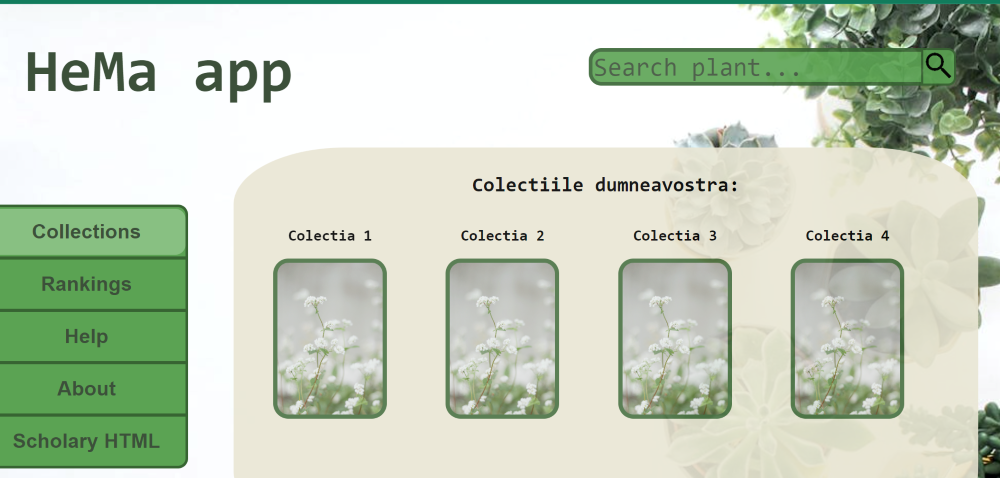 HeMa app
Search plant...
Colectiile dumneavostra:
Collections
Rankings
Help
About
Scholary HTML
Colectia 1
Colectia 2
Colectia 3
Colectia 4